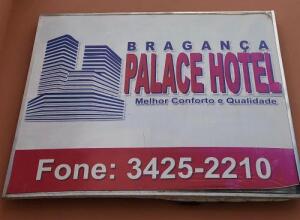 BRAGANÇA
PALACE HOTEL
Melhor Conforto e Qualidade
Fone: 3425-2210